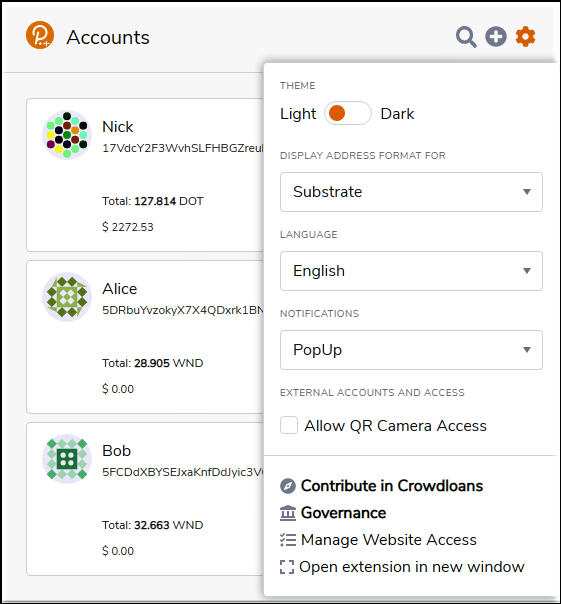 Accounts
Nick
17VdcY2F3WvhSLFHBGZreul
Total: 127.814 DOT
$ 2272.53
Alice
5DRbuYvzokyX7X4QDxrk1BN
Total: 28.905 WND
$ 0.00
Bob
5FCDdXBYSEJxaKnfDdJyic3V
Total: 32.663 WND
$ 0.00
THEME
Light Dark
DISPLAY ADDRESS FORMAT FOR
Substrate
LANGUAGE
English
NOTIFICATIONS
PopUp
EXTERNAL ACCOUNTS AND ACCESS
Allow QR Camera Access
Contribute in Crowdloans
Governance
Manage Website Access
Open extension in new window